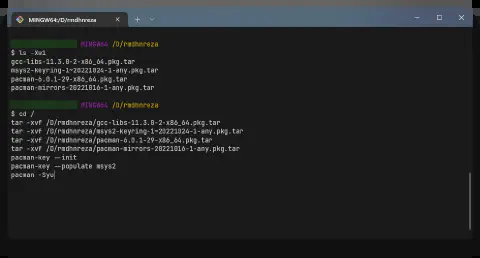 MINGW64:/D/rmdhnreza
MINGW64 /D/rmdhnreza
$ ls -Xw1
gcc-libs-11.3.0-2-x86_64.pkg.tar
msys2-keyring-1~20221024-1-any.pkg.tar
pacman-6.0.1-29-x86_64.pkg.tar
pacman-mirrors-20221016-1-any.pkg.tar
MINGW64 /D/rmdhnreza
$ cd /
tar -xvf /D/rmdhnreza/gcc-libs-11.3.0-2-x86_64.pkg.tar
tar -xvf /D/rmdhnreza/msys2-keyring-1~20221024-1-any.pkg.tar
tar -xvf /D/rmdhnreza/pacman-6.0.1-29-x86_64.pkg.tar
tar -xvf /D/rmdhnreza/pacman-mirrors-20221016-1-any.pkg.tar
pacman-key --init
pacman-key --populate msys2
pacman -Syu